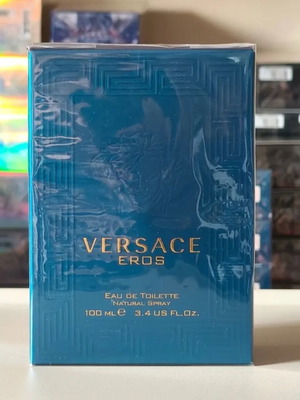 VERSACE
EROS
EAU DE TOILETTE
NATURAL SPRAY
100 ML ℮ 3.4 US FL.OZ.